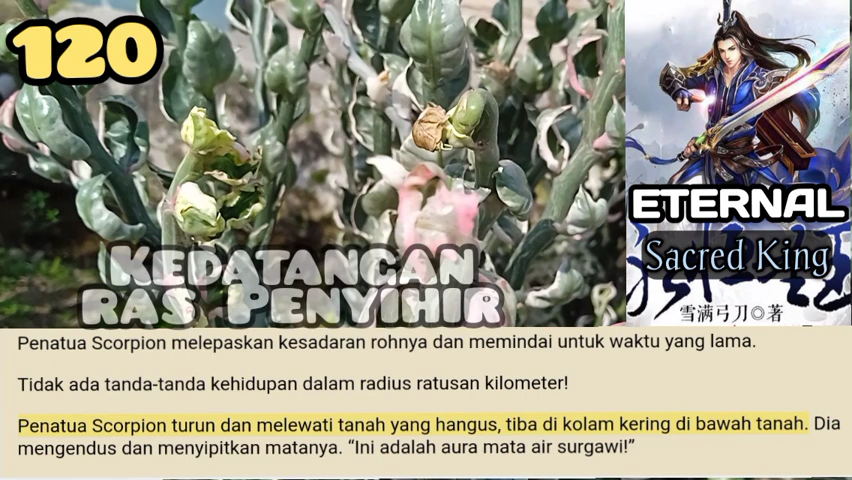 120
KEDATANGAN
RAS PENYIHIR
ETERNAL
Sacred King
雪满弓刀◎著
Penatua Scorpion melepaskan kesadaran rohnya dan memindai untuk waktu yang lama.
Tidak ada tanda-tanda kehidupan dalam radius ratusan kilometer!
Penatua Scorpion turun dan melewati tanah yang hangus, tiba di kolam kering di bawah tanah. Dia
mengendus dan menyipitkan matanya. “Ini adalah aura mata air surgawi!”